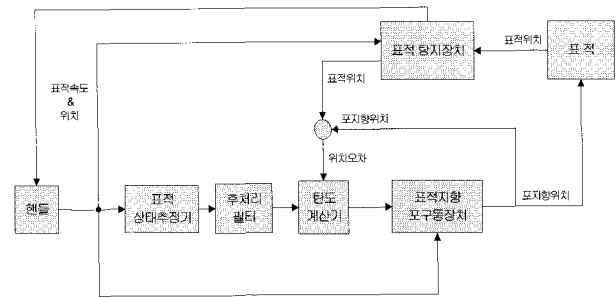 표적 탐지장치
표적위치
표 적
표적속도
&
위치
표적위치
포지향위치
위치오차
핸들
표적
상태추정기
후처리
필터
탄도
계산기
표적지향
포구동장치
포지향위치